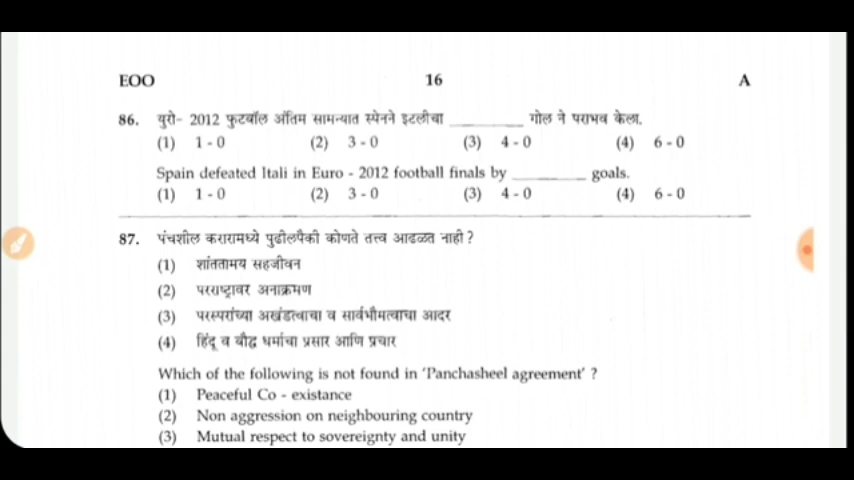 EOO 16 A
86. युरो- 2012 फुटबॉल अंतिम सामन्यात स्पेनने इटलीचा ________ गोल ने पराभव केला.
(1) 1 - 0 (2) 3 - 0 (3) 4 - 0 (4) 6 - 0
Spain defeated Itali in Euro - 2012 football finals by ________ goals.
(1) 1 - 0 (2) 3 - 0 (3) 4 - 0 (4) 6 - 0
87. पंचशील करारामध्ये पुढीलपैकी कोणते तत्त्व आढळत नाही ?
(1) शांततामय सहजीवन
(2) परराष्ट्रावर अनाक्रमण
(3) परस्परांच्या अखंडत्वाचा व सार्वभौमत्वाचा आदर
(4) हिंदू व बौद्ध धर्माचा प्रसार आणि प्रचार
Which of the following is not found in 'Panchasheel agreement' ?
(1) Peaceful Co - existance
(2) Non aggression on neighbouring country
(3) Mutual respect to sovereignty and unity